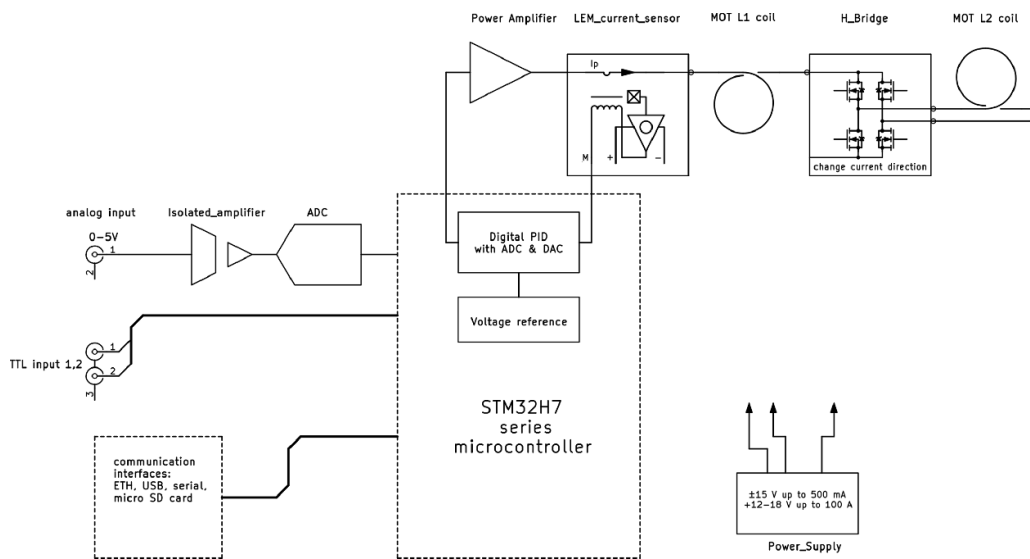 Power Amplifier
LEM_current_sensor
MOT L1 coil
H_Bridge
MOT L2 coil
Ip
M
+
-
change current direction
analog input
Isolated_amplifier
ADC
0-5V
1
2
Digital PID
with ADC & DAC
Voltage reference
TTL input 1,2
1
2
3
STM32H7
series
microcontroller
communication
interfaces:
ETH, USB, serial,
micro SD card
±15 V up to 500 mA
+12-18 V up to 100 A
Power_Supply